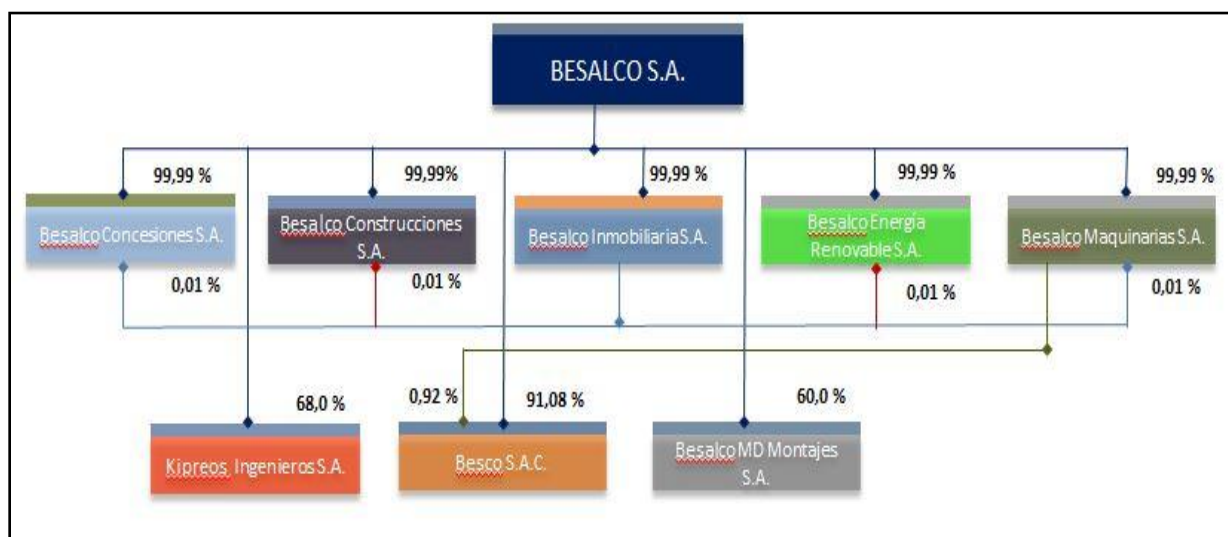 BESALCO S.A.
99,99 %
99,99%
99,99 %
99,99 %
99,99 %
Besalco Concesiones S.A.
Besalco Construcciones
S.A.
Besalco Inmobiliaria S.A.
Besalco Energía
Renovable S.A.
Besalco Maquinarias S.A.
0,01 %
0,01 %
0,01 %
0,01 %
68,0 %
0,92 %
91,08 %
60,0 %
Kipreos Ingenieros S.A.
Besco S.A.C.
Besalco MD Montajes
S.A.